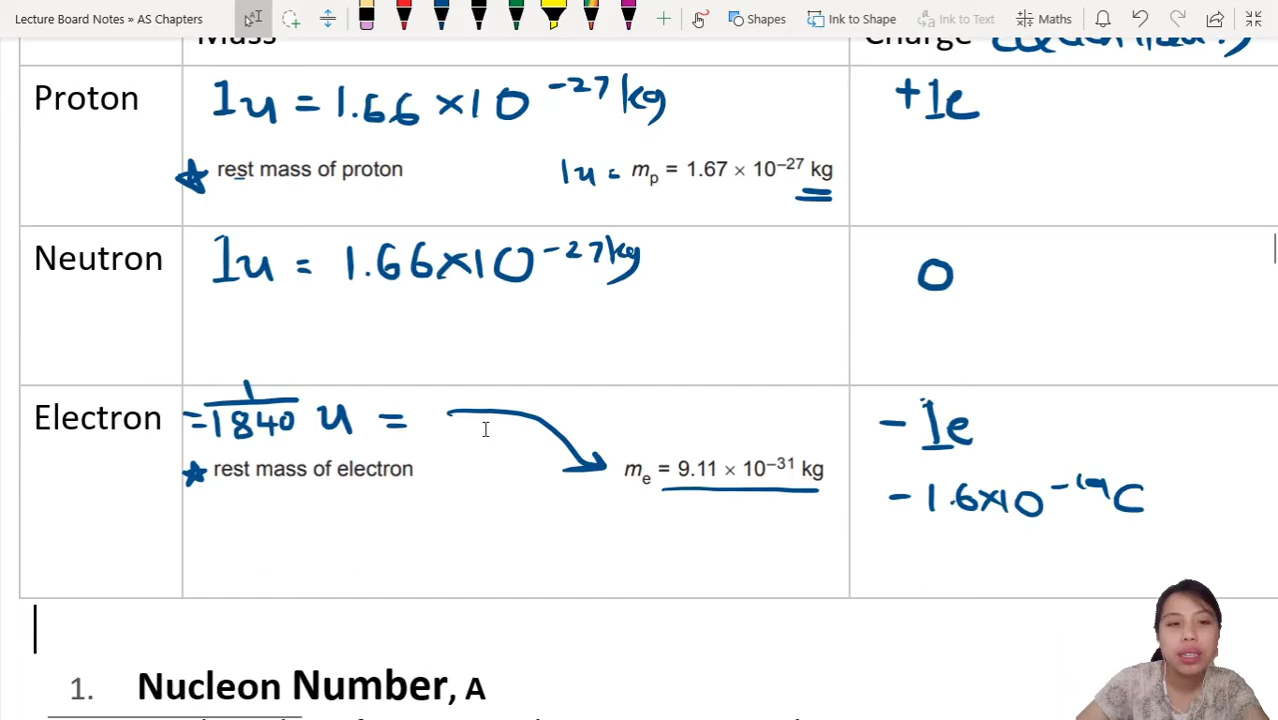 Lecture Board Notes » AS Chapters
Shapes
Ink to Shape
Ink to Text
Maths
Mass
Charge
Proton
1u = 1.66 ×10 -27 kg
+1e
rest mass of proton
1u = mp = 1.67 × 10−27 kg
Neutron
1u = 1.66×10 -27 kg
0
Electron
= 1/1840 u =
-1e
rest mass of electron
me = 9.11 × 10−31 kg
-1.6×10 -19 C
1. Nucleon Number, A